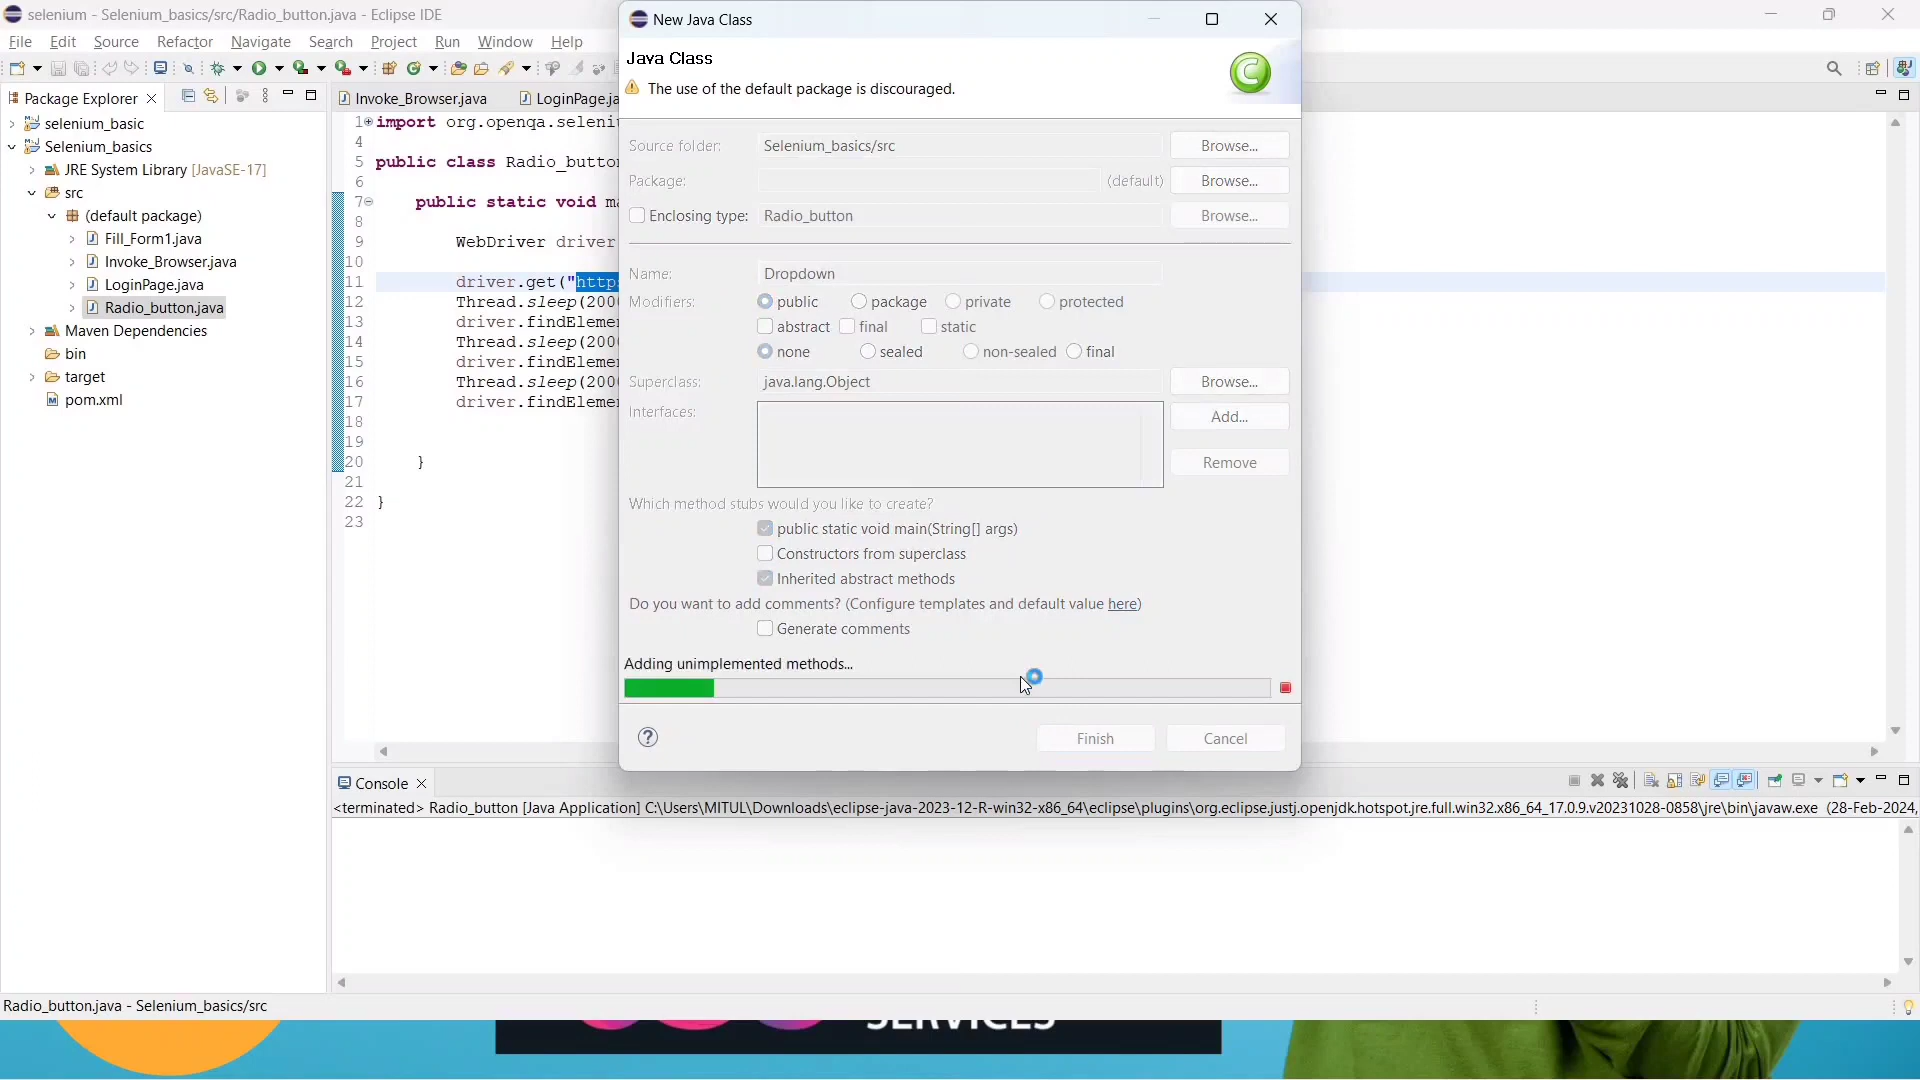 selenium - Selenium_basics/src/Radio_button.java - Eclipse IDE
File Edit Source Refactor Navigate Search Project Run Window Help
Package Explorer
selenium_basic
Selenium_basics
JRE System Library [JavaSE-17]
src
(default package)
Fill_Form1.java
Invoke_Browser.java
LoginPage.java
Radio_button.java
Maven Dependencies
bin
target
pom.xml
Invoke_Browser.java LoginPage.ja
1 import org.openqa.seleni
4
5 public class Radio_butto
6
7 public static void ma
8
9 WebDriver driver
10
11 driver.get("https
12 Thread.sleep(200
13 driver.findElemen
14 Thread.sleep(200
15 driver.findElemen
16 Thread.sleep(200
17 driver.findElemen
18
19
20 }
21
22 }
23
New Java Class
Java Class
The use of the default package is discouraged.
C
Source folder: Selenium_basics/src Browse...
Package: (default) Browse...
Enclosing type: Radio_button Browse...
Name: Dropdown
Modifiers: public package private protected
abstract final static
none sealed non-sealed final
Superclass: java.lang.Object Browse...
Interfaces: Add...
Remove
Which method stubs would you like to create?
public static void main(String[] args)
Constructors from superclass
Inherited abstract methods
Do you want to add comments? (Configure templates and default value here)
Generate comments
Adding unimplemented methods...
Finish Cancel
Console
<terminated> Radio_button [Java Application] C:\Users\MITUL\Downloads\eclipse-java-2023-12-R-win32-x86_64\eclipse\plugins\org.eclipse.justj.openjdk.hotspot.jre.full.win32.x86_64_17.0.9.v20231028-0858\jre\bin\javaw.exe (28-Feb-2024,
Radio_button.java - Selenium_basics/src
SERVICES